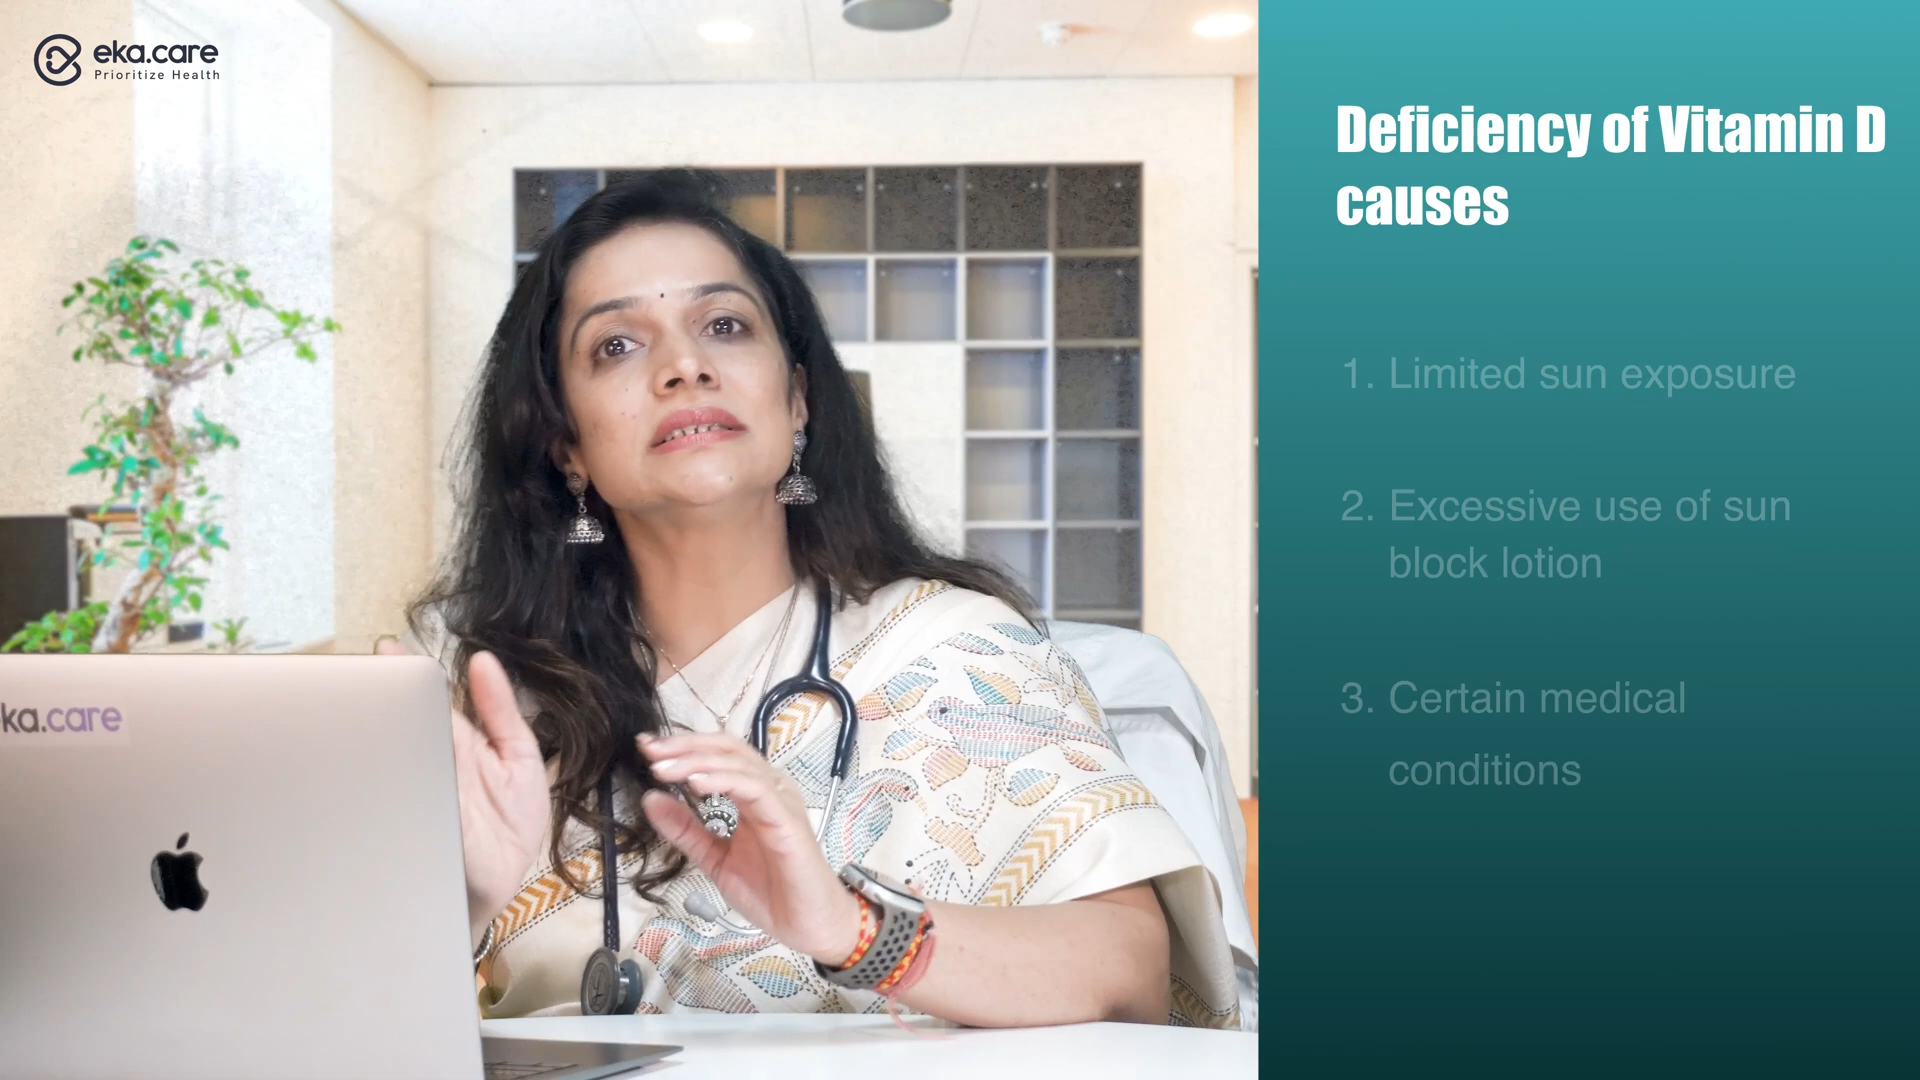 eka.care
Prioritize Health
Deficiency of Vitamin D
causes
1. Limited sun exposure
2. Excessive use of sun
block lotion
3. Certain medical
conditions
ka.care